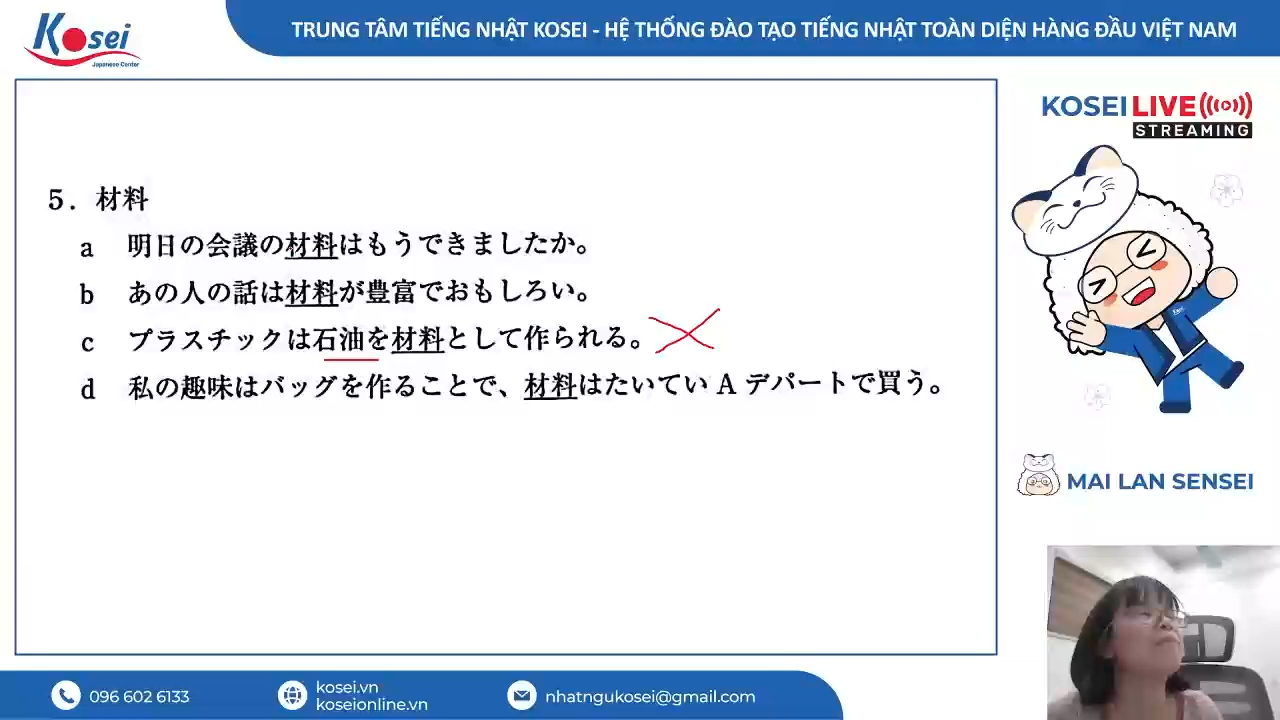 Kosei
Japanese Center
TRUNG TÂM TIẾNG NHẬT KOSEI - HỆ THỐNG ĐÀO TẠO TIẾNG NHẬT TOÀN DIỆN HÀNG ĐẦU VIỆT NAM
KOSEI LIVE
STREAMING
5. 材料
a 明日の会議の材料はもうできましたか。
b あの人の話は材料が豊富でおもしろい。
c プラスチックは石油を材料として作られる。
d 私の趣味はバッグを作ることで、材料はたいてい A デパートで買う。
MAI LAN SENSEI
096 602 6133
kosei.vn
koseionline.vn
nhatngukosei@gmail.com